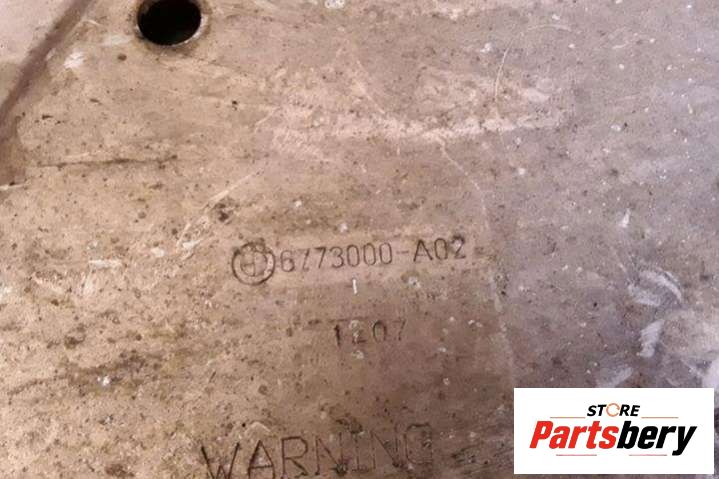 6773000-A02
1207
WARNING
STORE
Partsbery